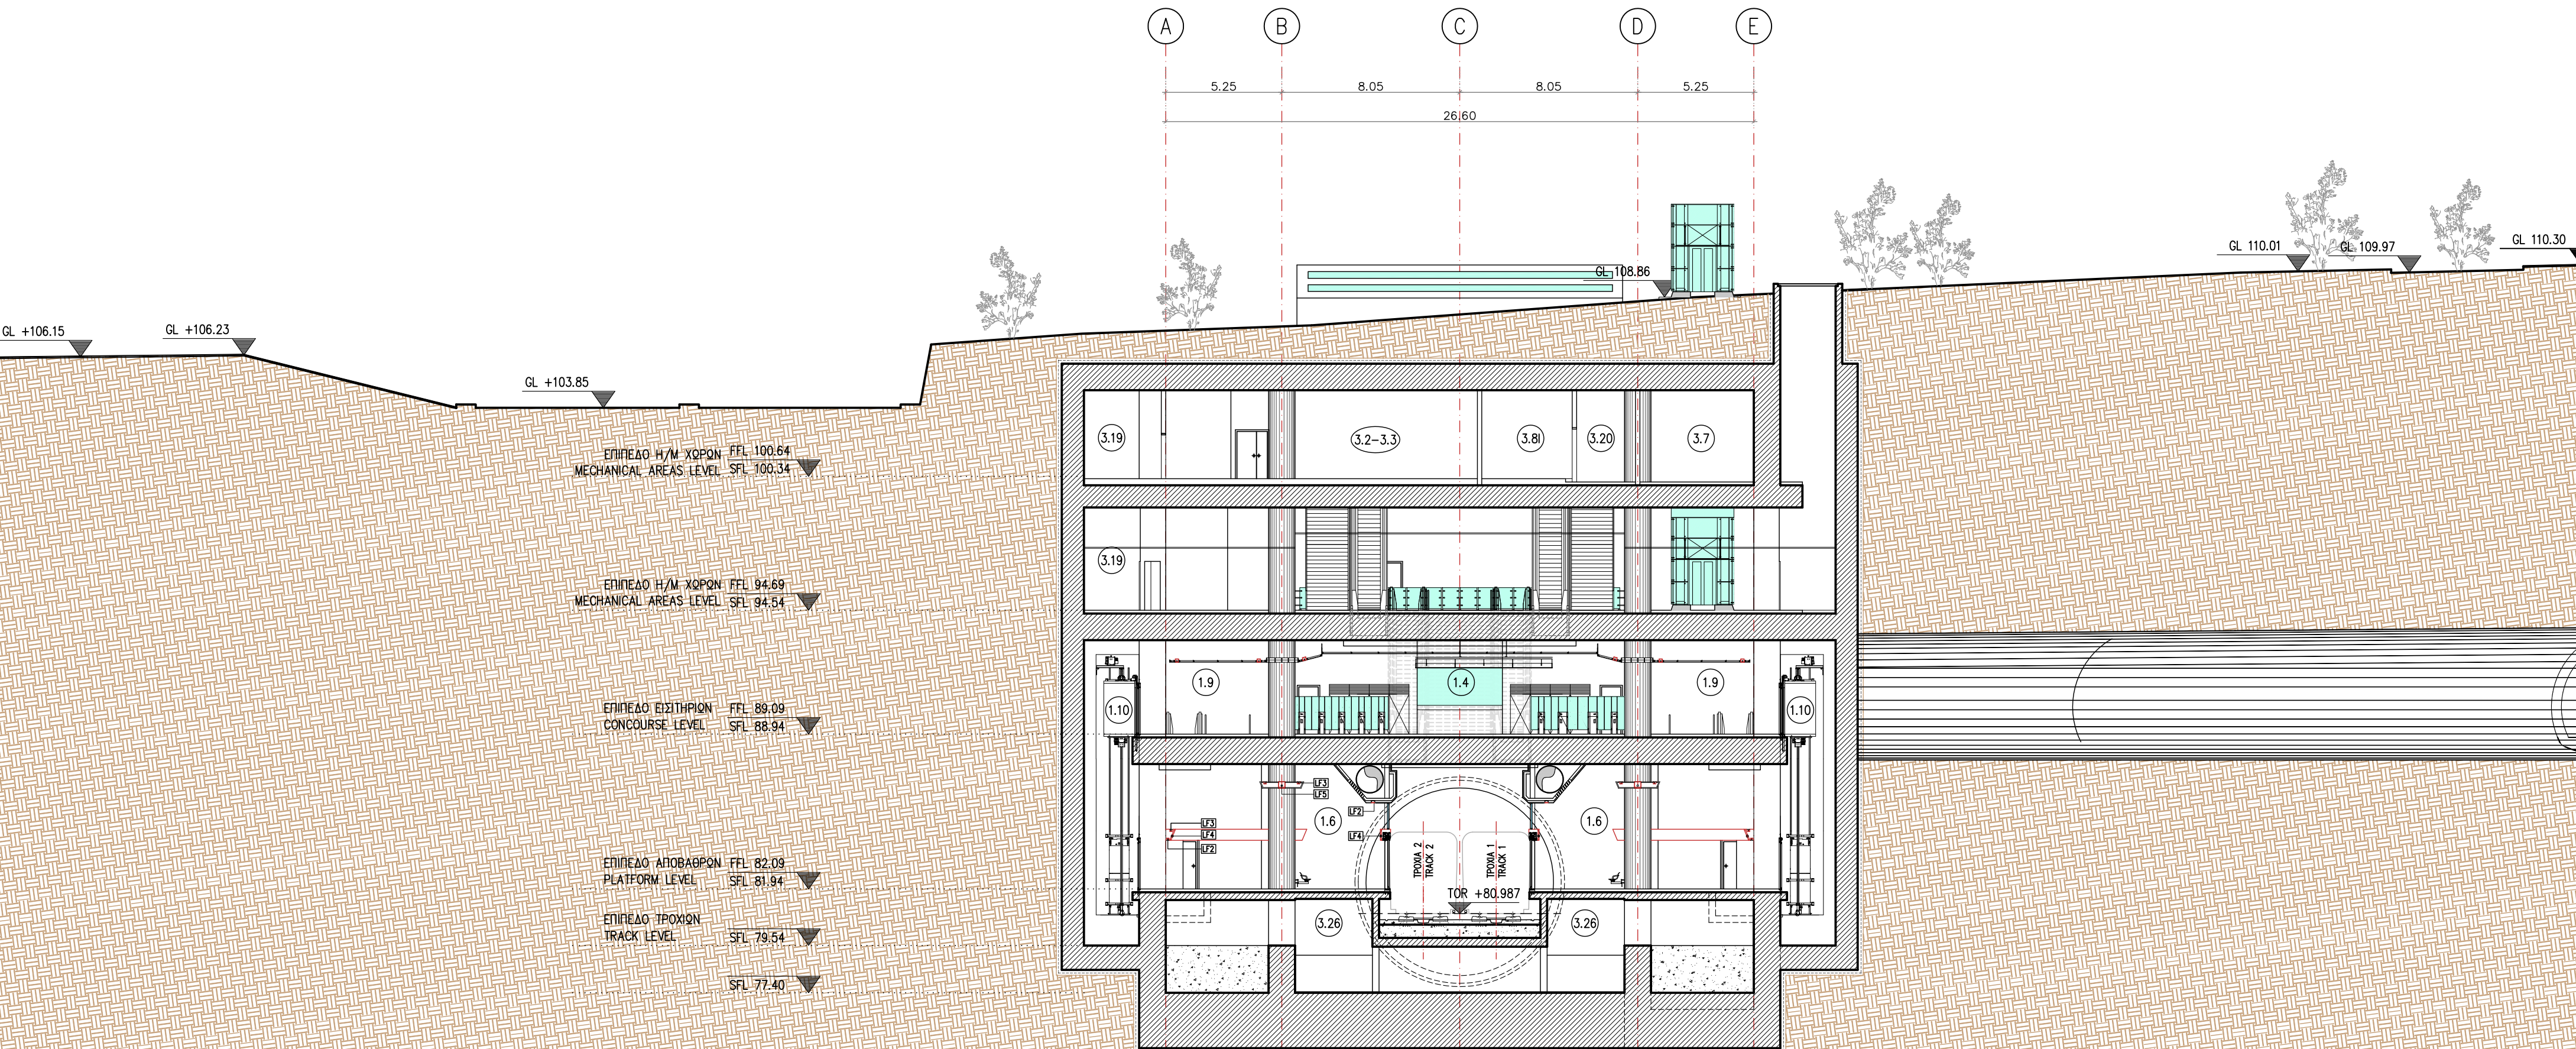 A B C D E
5.25 8.05 8.05 5.25
26.60
GL 108.86
GL 110.01
GL 109.97
GL 110.30
GL +106.15
GL +106.23
GL +103.85
ΕΠΙΠΕΔΟ Η/Μ ΧΩΡΩΝ FFL 100.64
MECHANICAL AREAS LEVEL SFL 100.34
3.19 3.2-3.3 3.8I 3.20 3.7
ΕΠΙΠΕΔΟ Η/Μ ΧΩΡΩΝ FFL 94.69
MECHANICAL AREAS LEVEL SFL 94.54
3.19
ΕΠΙΠΕΔΟ ΕΙΣΙΤΗΡΙΩΝ FFL 89.09
CONCOURSE LEVEL SFL 88.94
1.10 1.9 1.4 1.9 1.10
LF3
LF5
LF2
LF3
LF4
LF2
LF4
1.6 1.6
ΕΠΙΠΕΔΟ ΑΠΟΒΑΘΡΩΝ FFL 82.09
PLATFORM LEVEL SFL 81.94
ΤΡΟΧΙΑ 2
TRACK 2
ΤΡΟΧΙΑ 1
TRACK 1
TOR +80.987
ΕΠΙΠΕΔΟ ΤΡΟΧΙΩΝ
TRACK LEVEL SFL 79.54
3.26 3.26
SFL 77.40